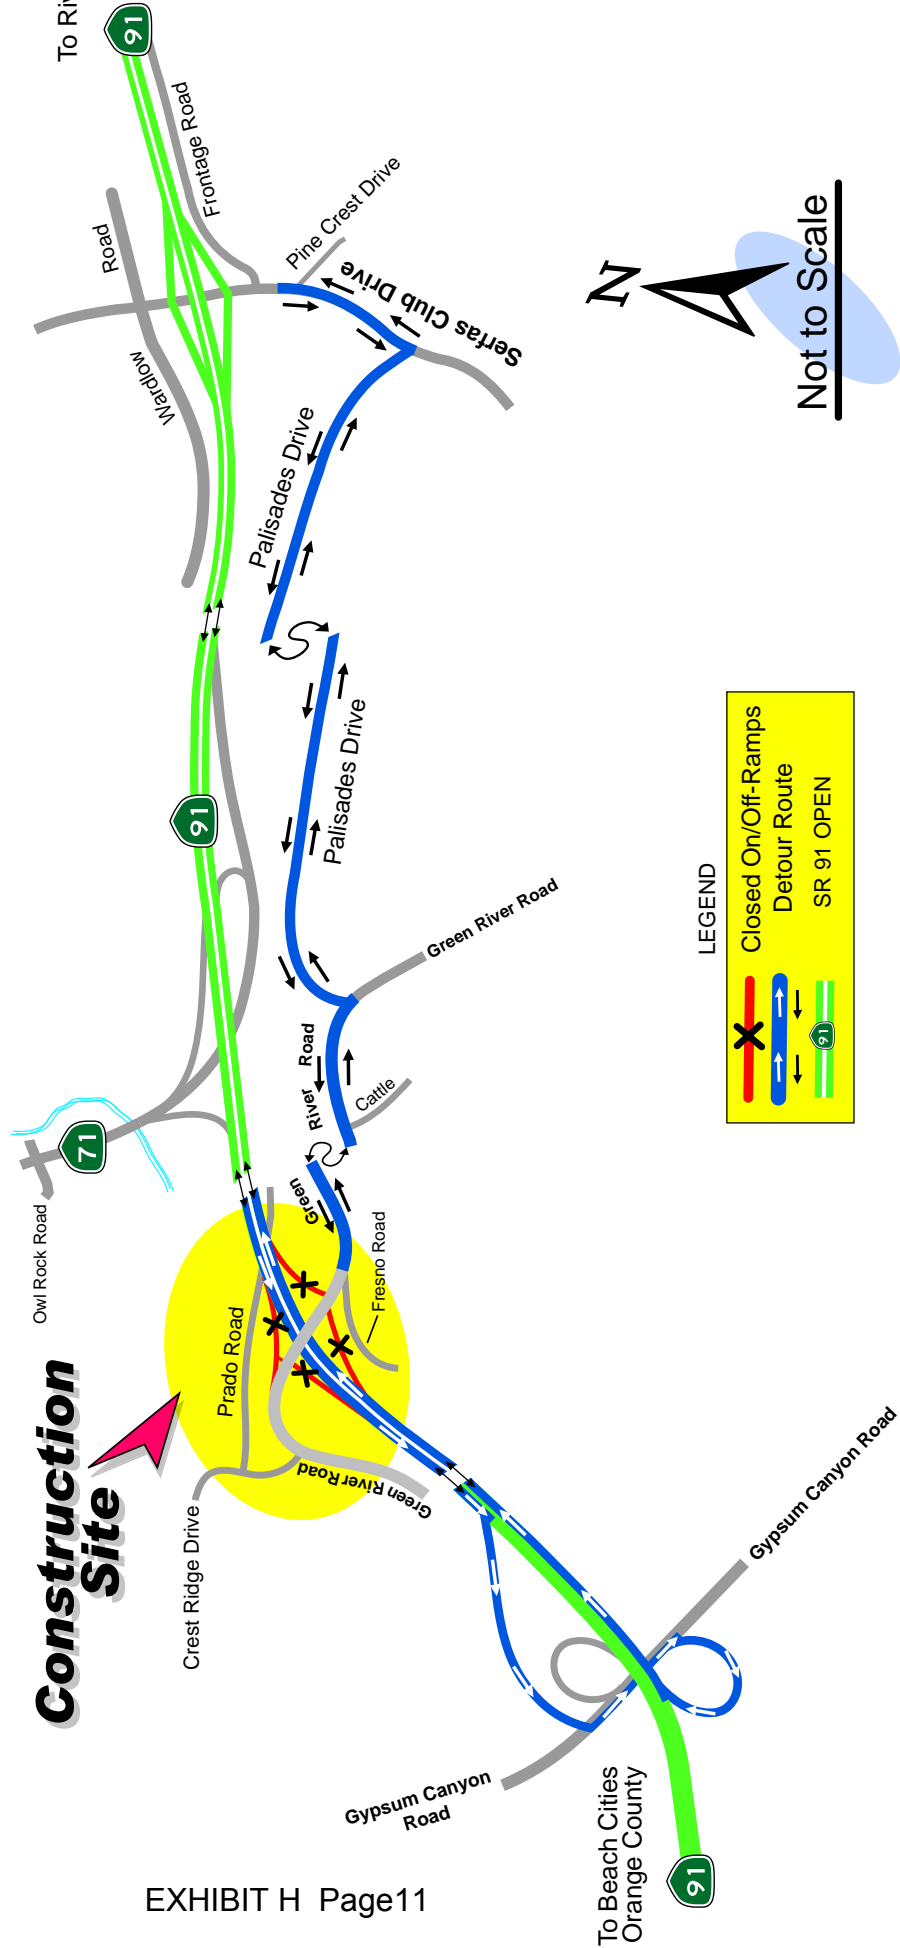 To Ri
91
Frontage Road
Road
Wardlow
Pine Crest Drive
Serfas Club Drive
Palisades Drive
N
Not to Scale
91
Palisades Drive
Green River Road
River Road
Cattle
Green
71
Owl Rock Road
Construction
Site
Prado Road
Fresno Road
Green River Road
Crest Ridge Drive
Gypsum Canyon Road
Gypsum Canyon
Road
To Beach Cities
Orange County
91
LEGEND
Closed On/Off-Ramps
Detour Route
91
SR 91 OPEN
EXHIBIT H Page11